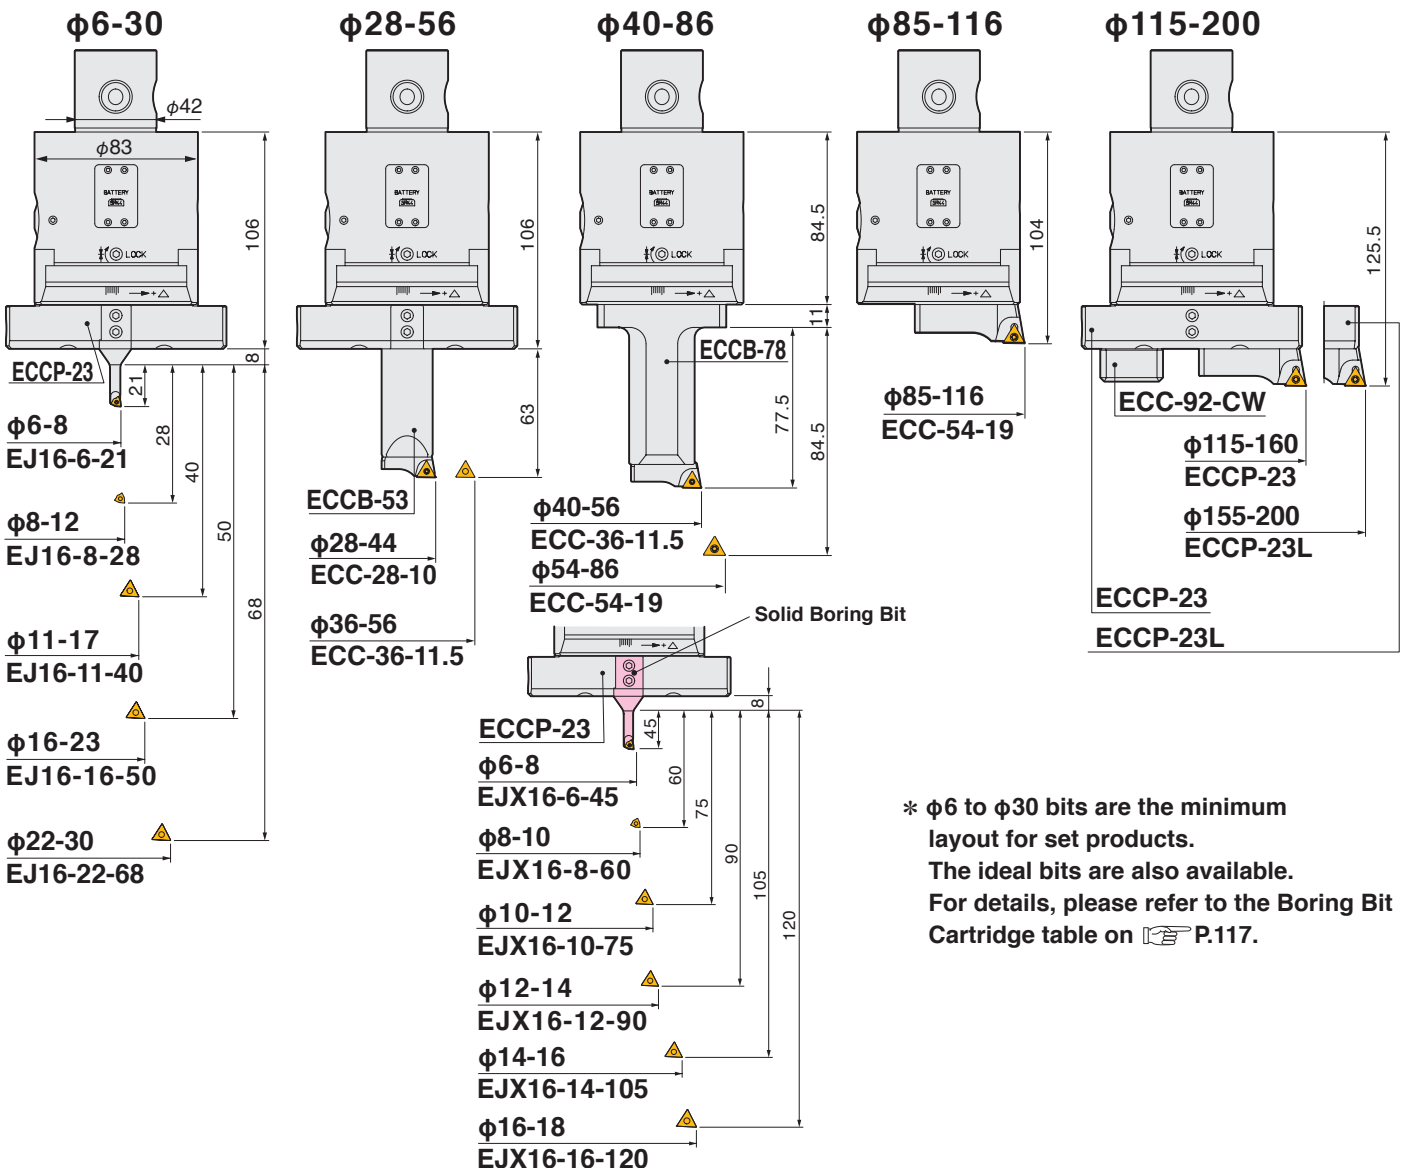 φ6-30
φ28-56
φ40-86
φ85-116
φ115-200
φ42
φ83
BATTERY
LOCK
+
106
8
ECCP-23
21
28
40
50
68
φ6-8
EJ16-6-21
φ8-12
EJ16-8-28
φ11-17
EJ16-11-40
φ16-23
EJ16-16-50
φ22-30
EJ16-22-68
BATTERY
LOCK
+
106
63
ECCB-53
φ28-44
ECC-28-10
φ36-56
ECC-36-11.5
BATTERY
LOCK
+
84.5
11
ECCB-78
77.5
84.5
φ40-56
ECC-36-11.5
φ54-86
ECC-54-19
BATTERY
LOCK
+
104
φ85-116
ECC-54-19
BATTERY
LOCK
+
125.5
ECC-92-CW
φ115-160
ECCP-23
φ155-200
ECCP-23L
ECCP-23
ECCP-23L
Solid Boring Bit
+
ECCP-23
8
45
60
75
90
105
120
φ6-8
EJX16-6-45
φ8-10
EJX16-8-60
φ10-12
EJX16-10-75
φ12-14
EJX16-12-90
φ14-16
EJX16-14-105
φ16-18
EJX16-16-120
* φ6 to φ30 bits are the minimum
layout for set products.
The ideal bits are also available.
For details, please refer to the Boring Bit
Cartridge table on P.117.